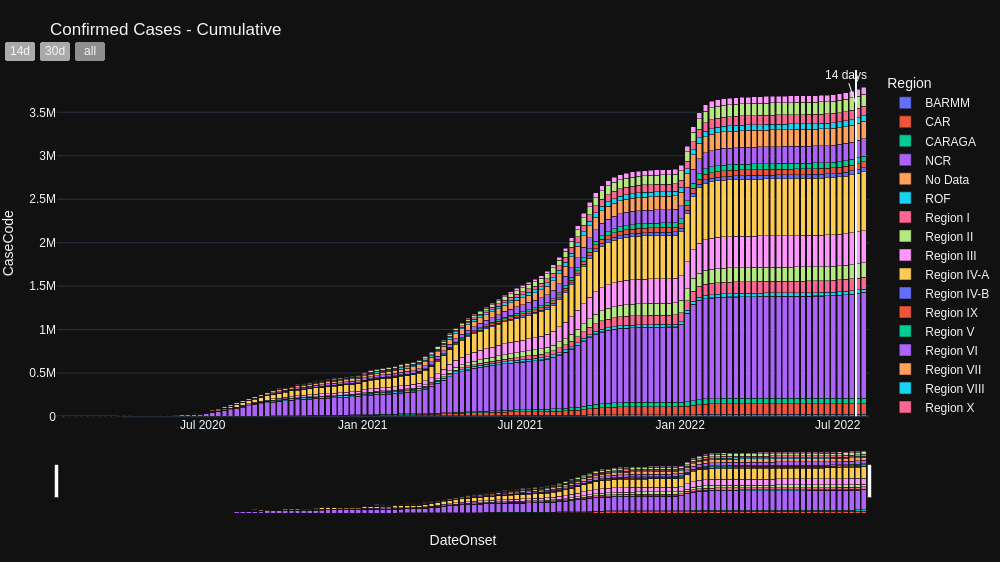 Confirmed Cases - Cumulative
14d 30d all
14 days
Region
BARMM
CAR
CARAGA
NCR
No Data
ROF
Region I
Region II
Region III
Region IV-A
Region IV-B
Region IX
Region V
Region VI
Region VII
Region VIII
Region X
CaseCode
3.5M
3M
2.5M
2M
1.5M
1M
0.5M
0
Jul 2020 Jan 2021 Jul 2021 Jan 2022 Jul 2022
DateOnset